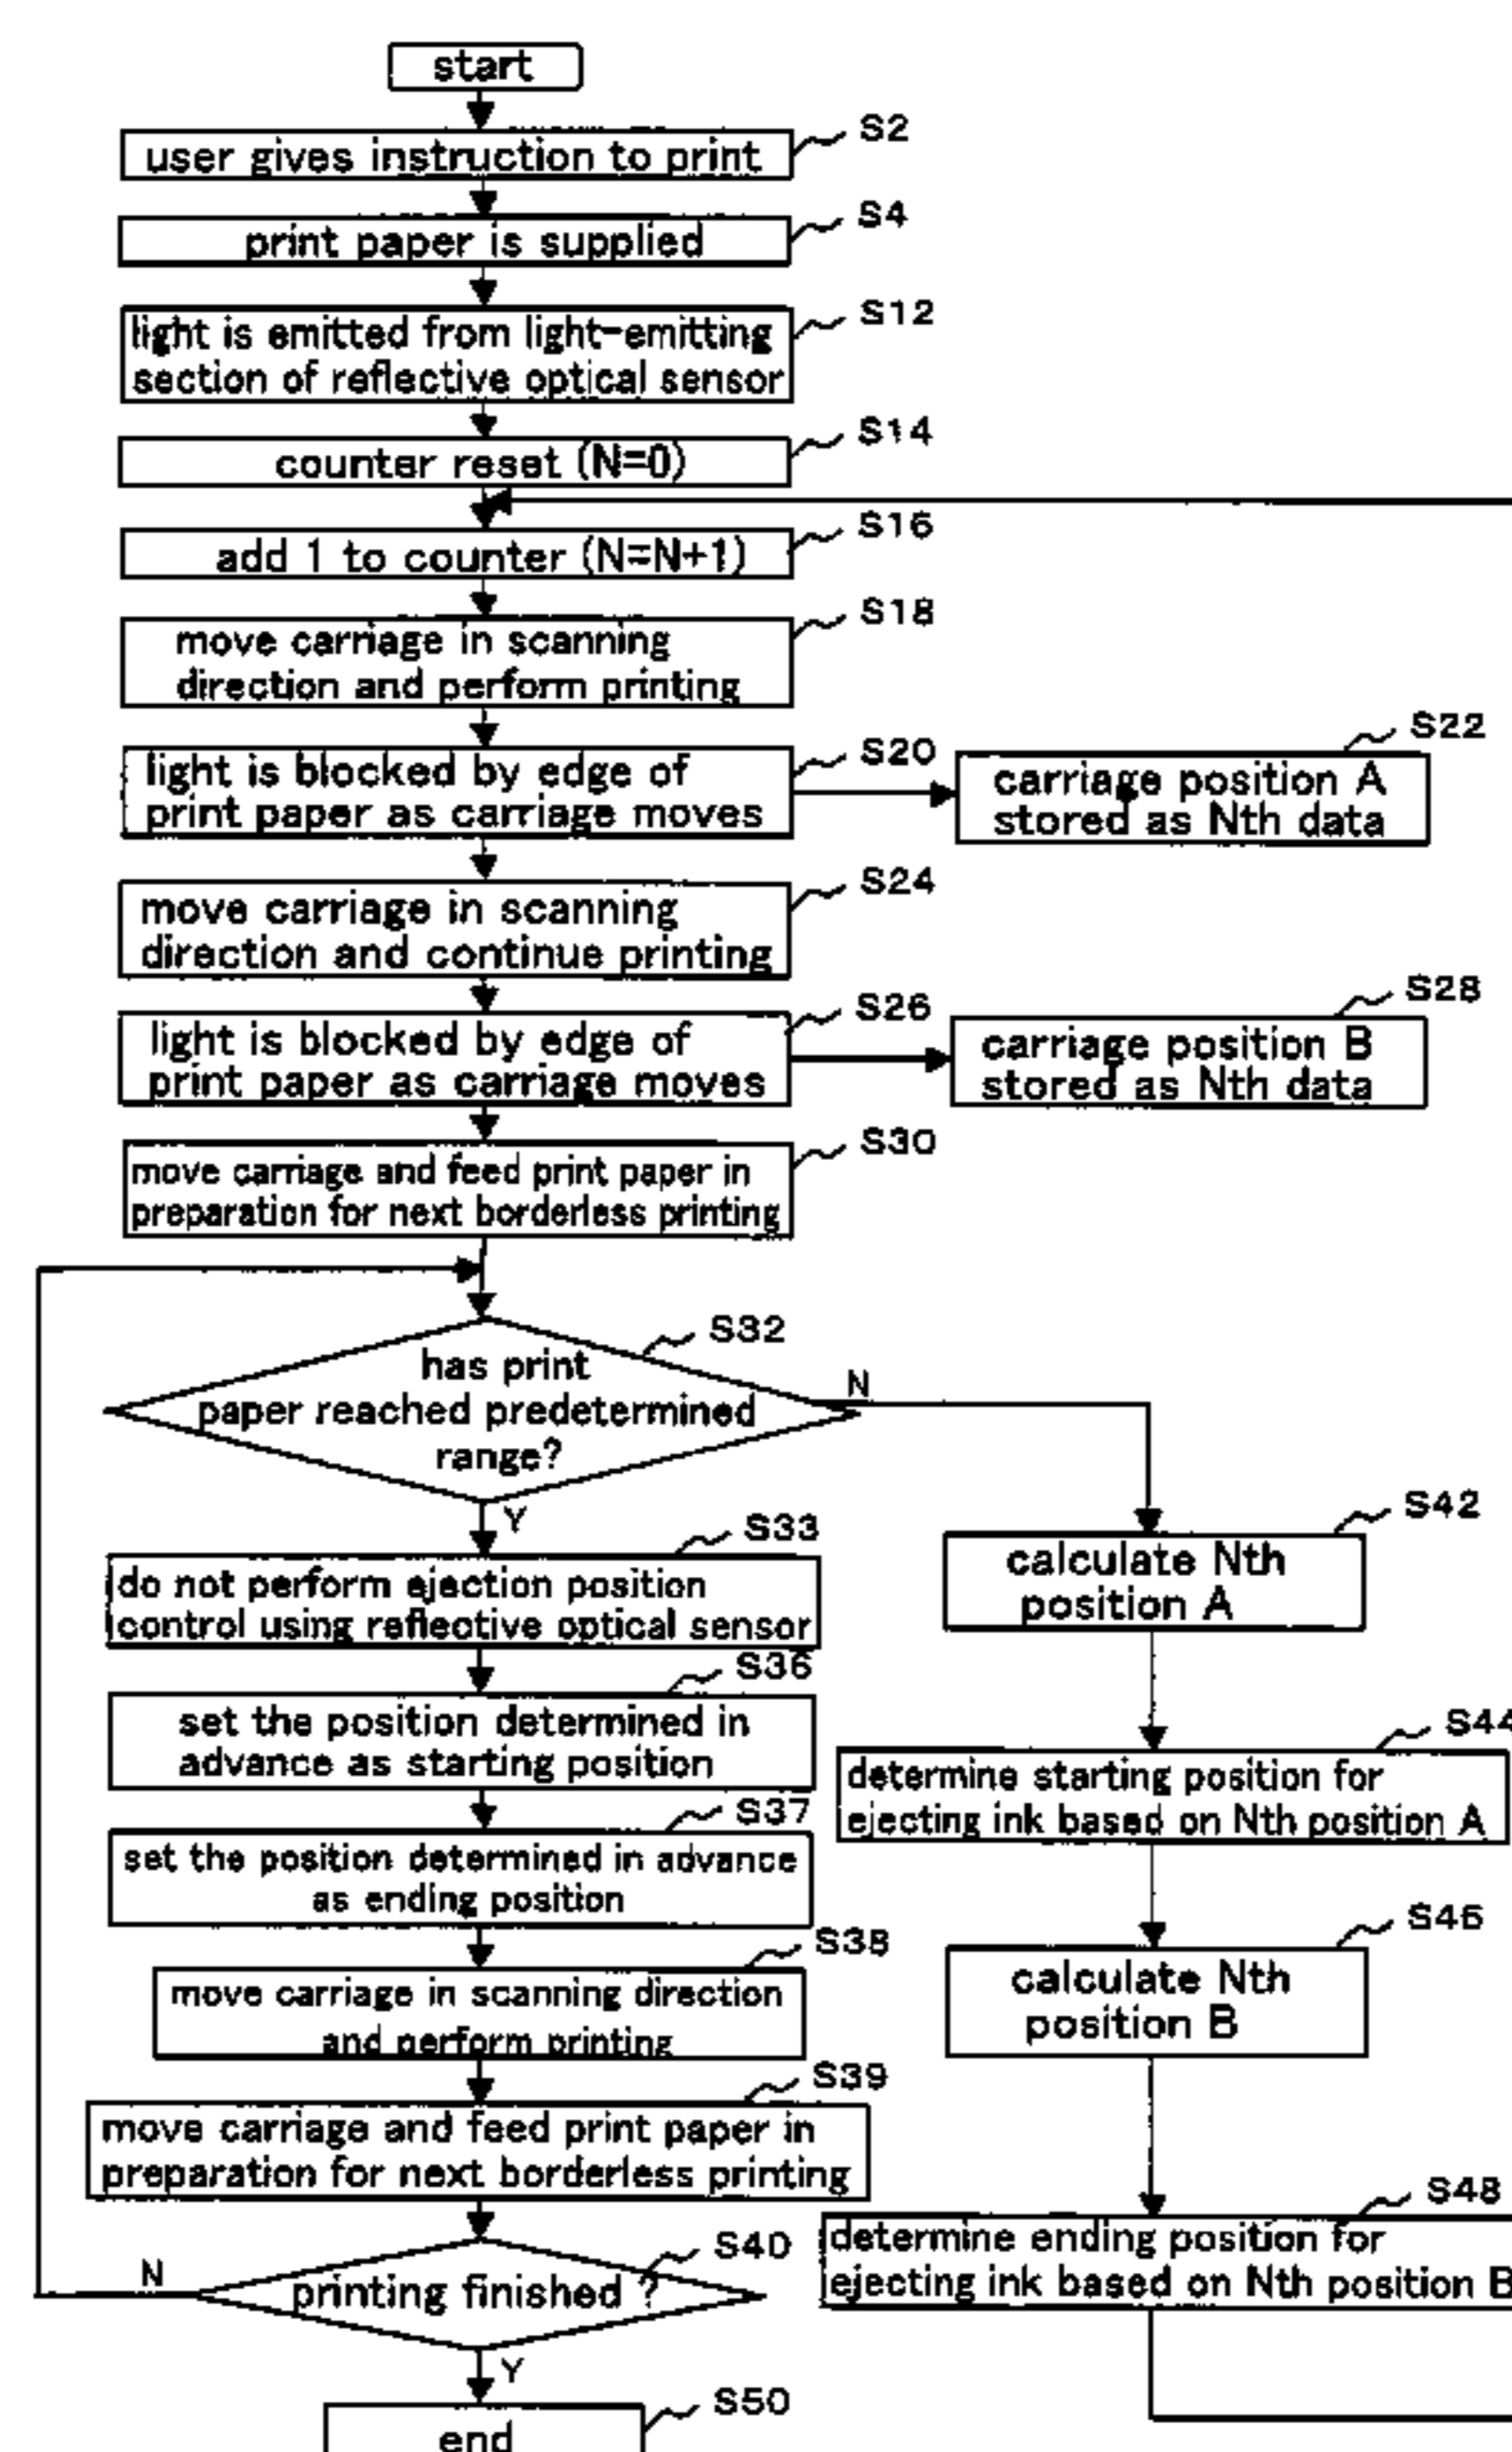 start
user gives instruction to print
S2
print paper is supplied
S4
light is emitted from light-emitting
section of reflective optical sensor
S12
counter reset (N=0)
S14
add 1 to counter (N=N+1)
S16
move carriage in scanning
direction and perform printing
S18
light is blocked by edge of
print paper as carriage moves
S20
carriage position A
stored as Nth data
S22
move carriage in scanning
direction and continue printing
S24
light is blocked by edge of
print paper as carriage moves
S26
carriage position B
stored as Nth data
S28
move carriage and feed print paper in
preparation for next borderless printing
S30
has print
paper reached predetermined
range?
S32
N
Y
do not perform ejection position
control using reflective optical sensor
S33
set the position determined in
advance as starting position
S36
set the position determined in advance
as ending position
S37
move carriage in scanning direction
and perform printing
S38
move carriage and feed print paper in
preparation for next borderless printing
S39
printing finished ?
S40
N
Y
end
S50
calculate Nth
position A
S42
determine starting position for
ejecting ink based on Nth position A
S44
calculate Nth
position B
S46
determine ending position for
ejecting ink based on Nth position B
S48